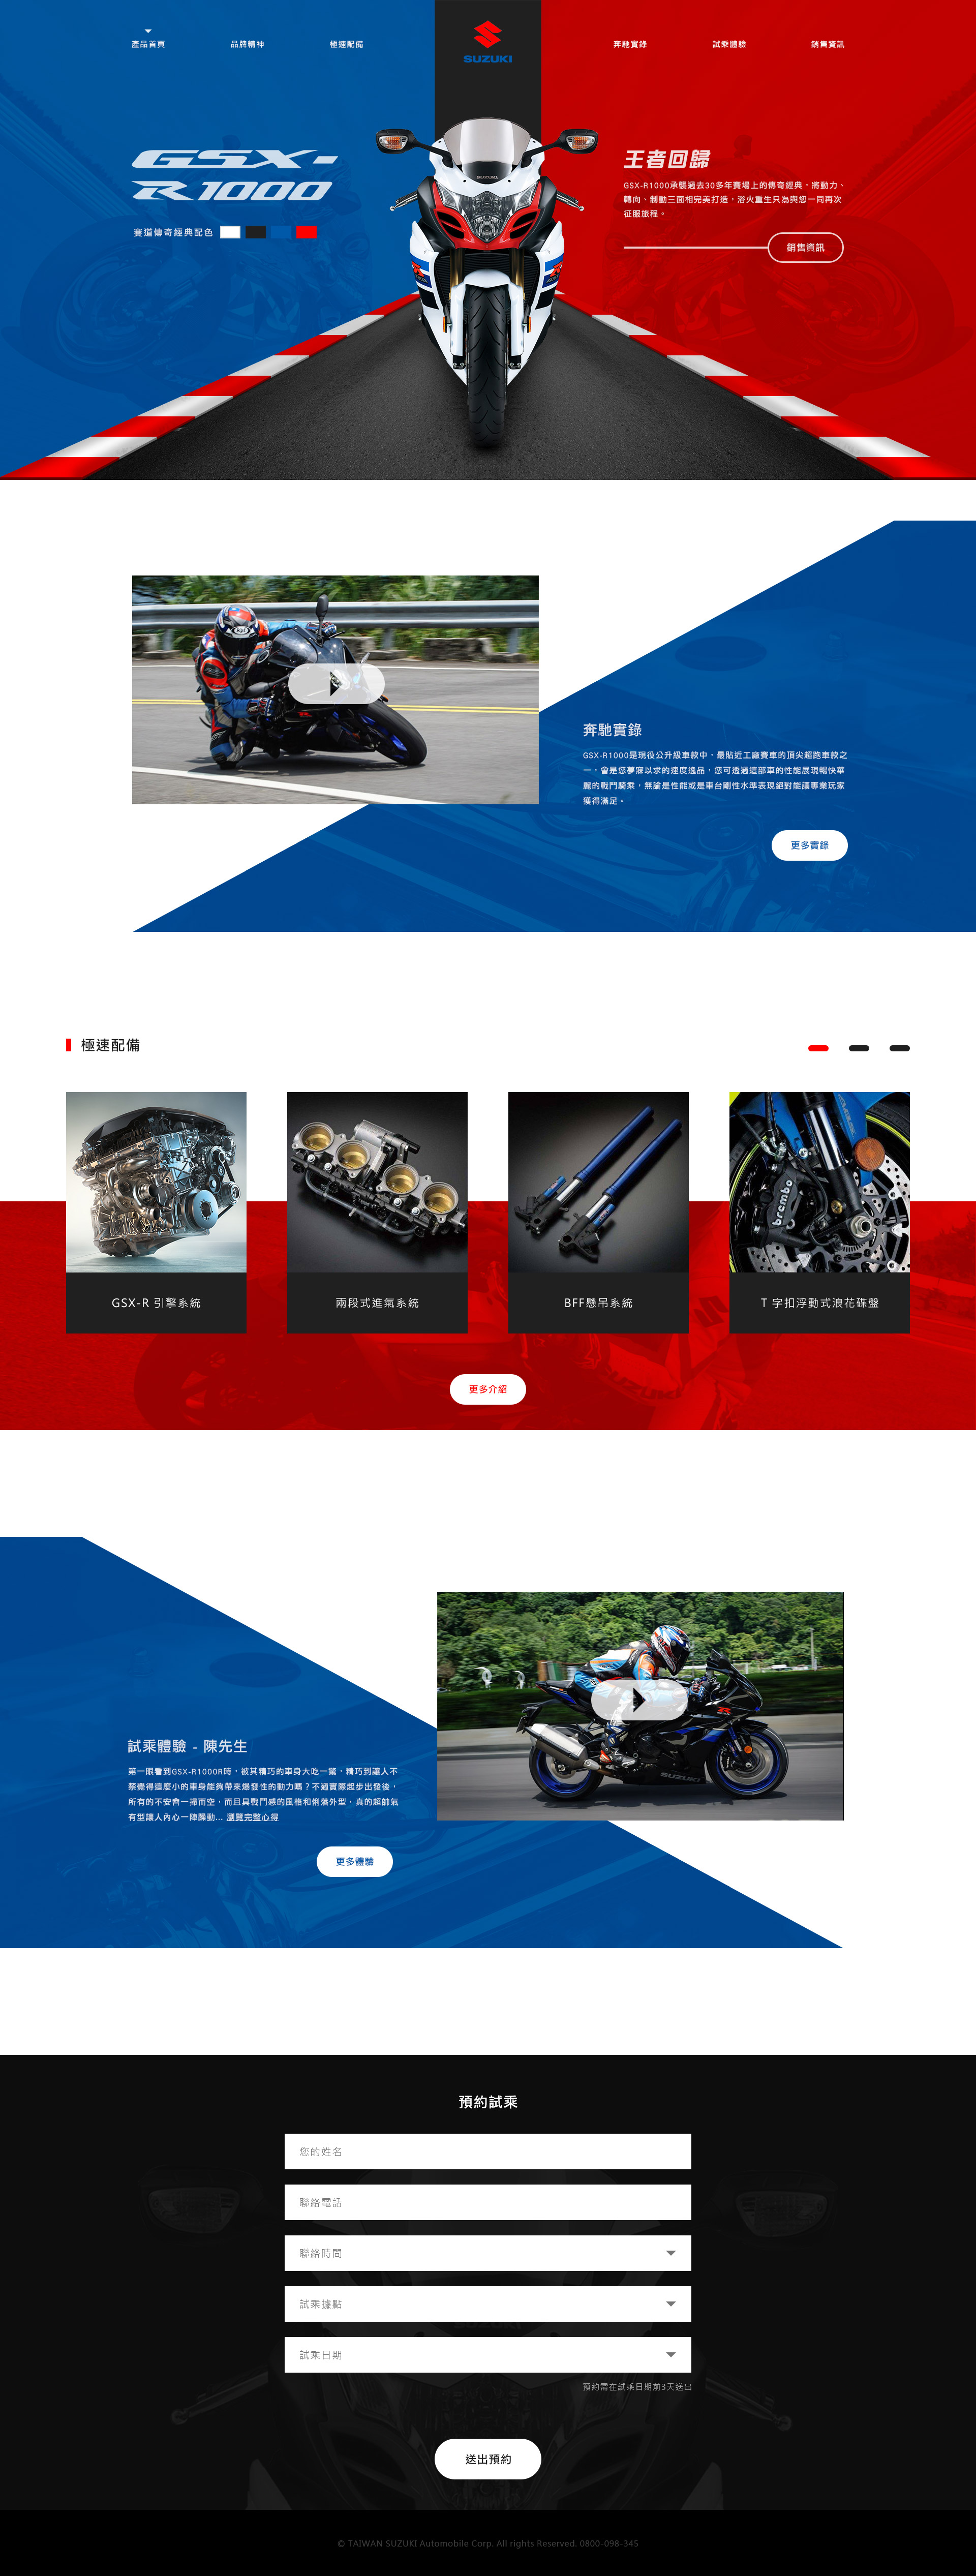 產品首頁
品牌精神
極速配備
SUZUKI
奔馳實錄
試乘體驗
銷售資訊
GSX-
R1000
賽道傳奇經典配色
王者回歸
GSX-R1000承襲過去30多年賽場上的傳奇經典，將動力、
轉向、制動三面相完美打造，浴火重生只為與您一同再次
征服旅程。
銷售資訊
SUZUKI
奔馳實錄
GSX-R1000是現役公升級車款中，最貼近工廠賽車的頂尖超跑車款之
一，會是您夢寐以求的速度逸品，您可透過這部車的性能展現暢快華
麗的戰鬥騎乘，無論是性能或是車台剛性水準表現絕對能讓專業玩家
獲得滿足。
更多實錄
極速配備
brembo
ABS
GSX-R 引擎系統
兩段式進氣系統
BFF懸吊系統
T 字扣浮動式浪花碟盤
更多介紹
SUZUKI
試乘體驗 - 陳先生
第一眼看到GSX-R1000R時，被其精巧的車身大吃一驚，精巧到讓人不
禁覺得這麼小的車身能夠帶來爆發性的動力嗎？不過實際起步出發後，
所有的不安會一掃而空，而且具戰鬥感的風格和俐落外型，真的超帥氣
有型讓人內心一陣躁動... 瀏覽完整心得
更多體驗
預約試乘
您的姓名
聯絡電話
聯絡時間
試乘據點
試乘日期
預約需在試乘日期前3天送出
送出預約
© TAIWAN SUZUKI Automobile Corp. All rights Reserved. 0800-098-345